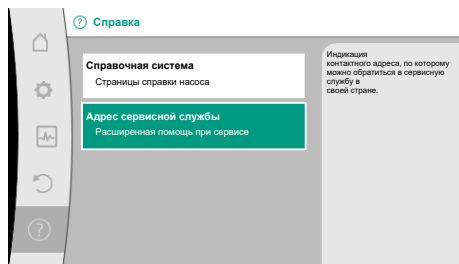 Справка
Справочная система
Страницы справки насоса
Адрес сервисной службы
Расширенная помощь при сервисе
Индикация
контактного адреса, по которому
можно обратиться в сервисную
службу в
своей стране.